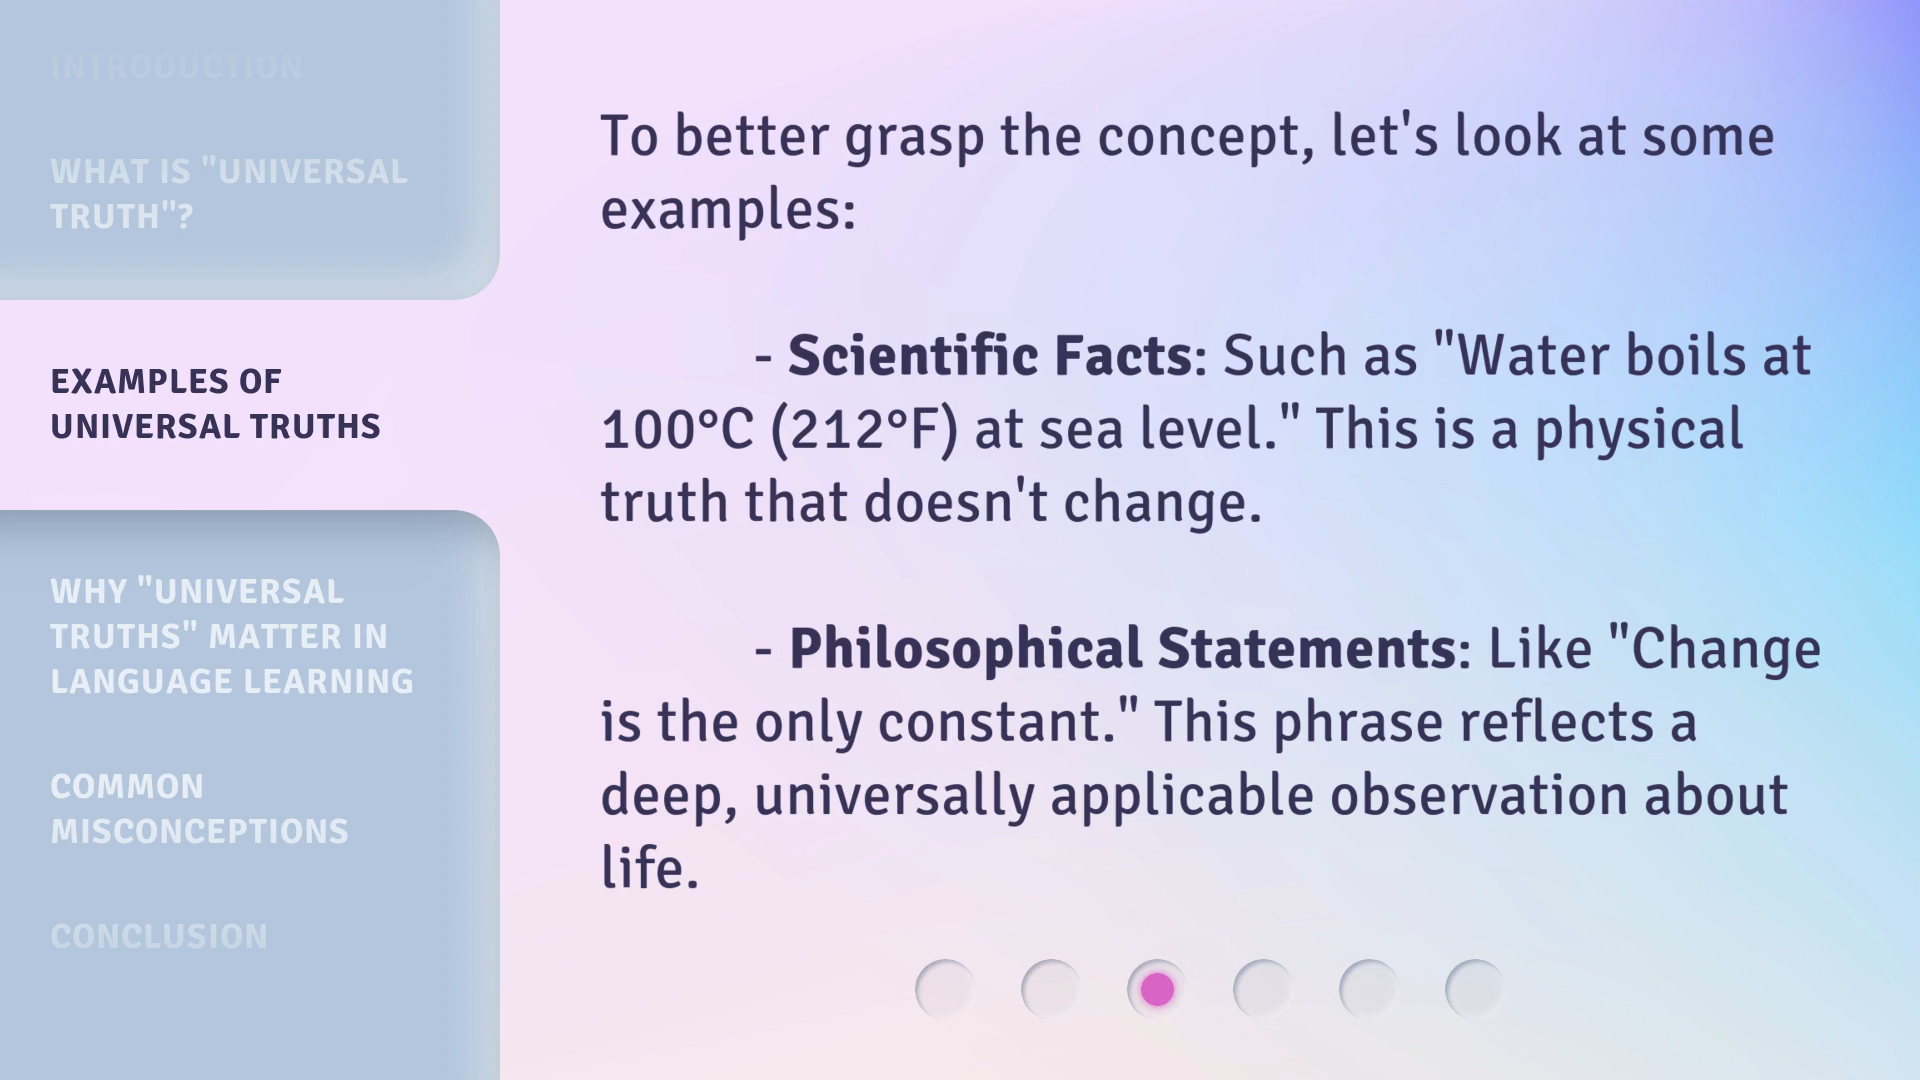 INTRODUCTION
WHAT IS "UNIVERSAL
TRUTH"?
EXAMPLES OF
UNIVERSAL TRUTHS
WHY "UNIVERSAL
TRUTHS" MATTER IN
LANGUAGE LEARNING
COMMON
MISCONCEPTIONS
CONCLUSION
To better grasp the concept, let's look at some
examples:
- Scientific Facts: Such as "Water boils at
100°C (212°F) at sea level." This is a physical
truth that doesn't change.
- Philosophical Statements: Like "Change
is the only constant." This phrase reflects a
deep, universally applicable observation about
life.